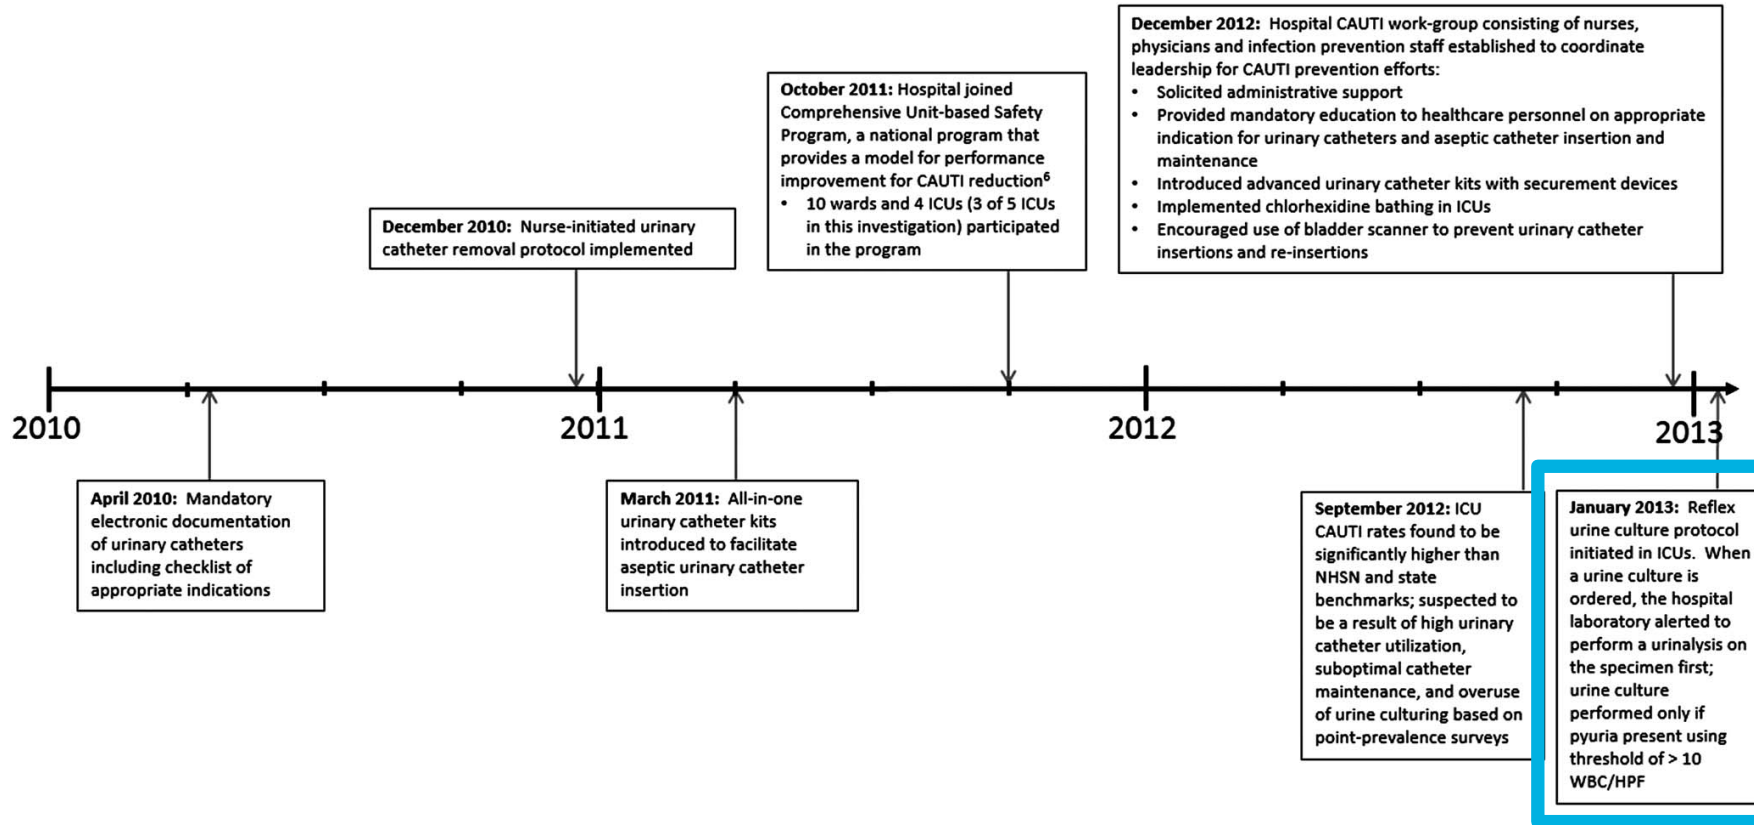 December 2012: Hospital CAUTI work-group consisting of nurses,
physicians and infection prevention staff established to coordinate
leadership for CAUTI prevention efforts:
• Solicited administrative support
• Provided mandatory education to healthcare personnel on appropriate
indication for urinary catheters and aseptic catheter insertion and
maintenance
• Introduced advanced urinary catheter kits with securement devices
• Implemented chlorhexidine bathing in ICUs
• Encouraged use of bladder scanner to prevent urinary catheter
insertions and re-insertions
October 2011: Hospital joined
Comprehensive Unit-based Safety
Program, a national program that
provides a model for performance
improvement for CAUTI reduction⁶
• 10 wards and 4 ICUs (3 of 5 ICUs
in this investigation) participated
in the program
December 2010: Nurse-initiated urinary
catheter removal protocol implemented
2010
2011
2012
2013
April 2010: Mandatory
electronic documentation
of urinary catheters
including checklist of
appropriate indications
March 2011: All-in-one
urinary catheter kits
introduced to facilitate
aseptic urinary catheter
insertion
September 2012: ICU
CAUTI rates found to be
significantly higher than
NHSN and state
benchmarks; suspected to
be a result of high urinary
catheter utilization,
suboptimal catheter
maintenance, and overuse
of urine culturing based on
point-prevalence surveys
January 2013: Reflex
urine culture protocol
initiated in ICUs. When
a urine culture is
ordered, the hospital
laboratory alerted to
perform a urinalysis on
the specimen first;
urine culture
performed only if
pyuria present using
threshold of > 10
WBC/HPF